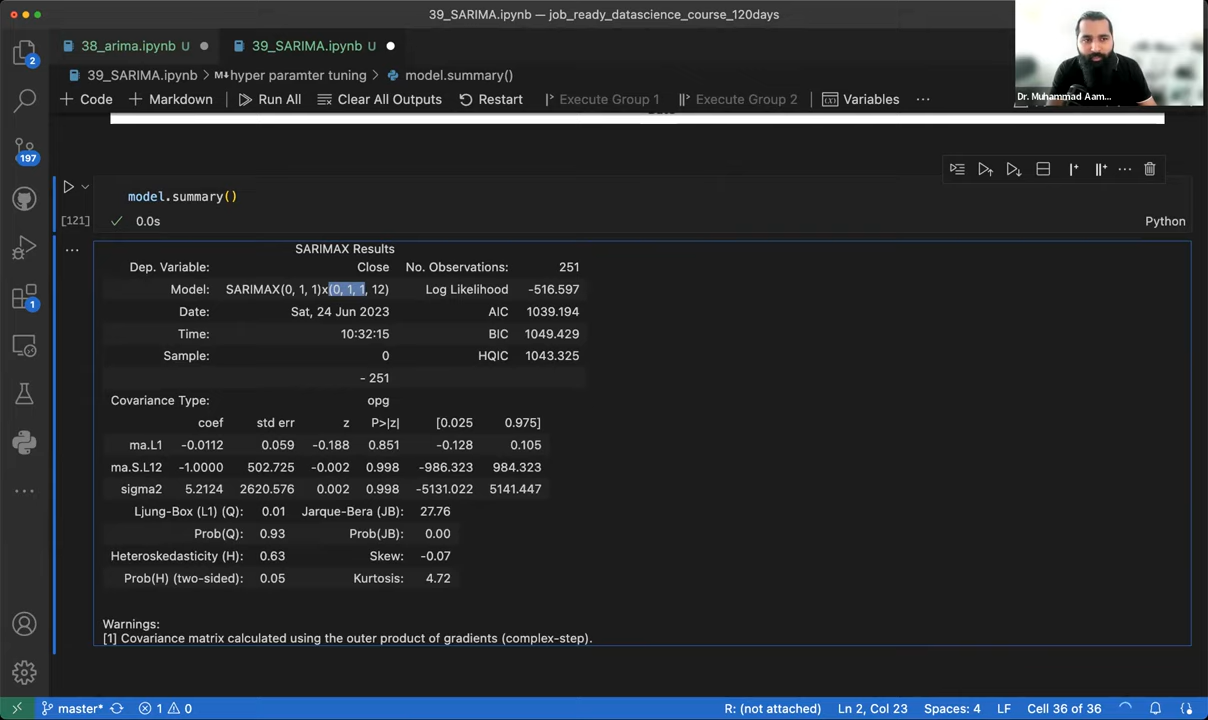 39_SARIMA.ipynb — job_ready_datascience_course_120days
38_arima.ipynb U 39_SARIMA.ipynb U
2
39_SARIMA.ipynb > M↓hyper paramter tuning > model.summary()
+ Code + Markdown Run All Clear All Outputs Restart Execute Group 1 Execute Group 2 Variables ...
Dr. Muhammad Aam...
197
1
model.summary()
[121] 0.0s Python
SARIMAX Results
Dep. Variable: Close No. Observations: 251
Model: SARIMAX(0, 1, 1)x(0, 1, 1, 12) Log Likelihood -516.597
Date: Sat, 24 Jun 2023 AIC 1039.194
Time: 10:32:15 BIC 1049.429
Sample: 0 HQIC 1043.325
- 251
Covariance Type: opg
coef std err z P>|z| [0.025 0.975]
ma.L1 -0.0112 0.059 -0.188 0.851 -0.128 0.105
ma.S.L12 -1.0000 502.725 -0.002 0.998 -986.323 984.323
sigma2 5.2124 2620.576 0.002 0.998 -5131.022 5141.447
Ljung-Box (L1) (Q): 0.01 Jarque-Bera (JB): 27.76
Prob(Q): 0.93 Prob(JB): 0.00
Heteroskedasticity (H): 0.63 Skew: -0.07
Prob(H) (two-sided): 0.05 Kurtosis: 4.72
Warnings:
[1] Covariance matrix calculated using the outer product of gradients (complex-step).
master* 1 0 R: (not attached) Ln 2, Col 23 Spaces: 4 LF Cell 36 of 36